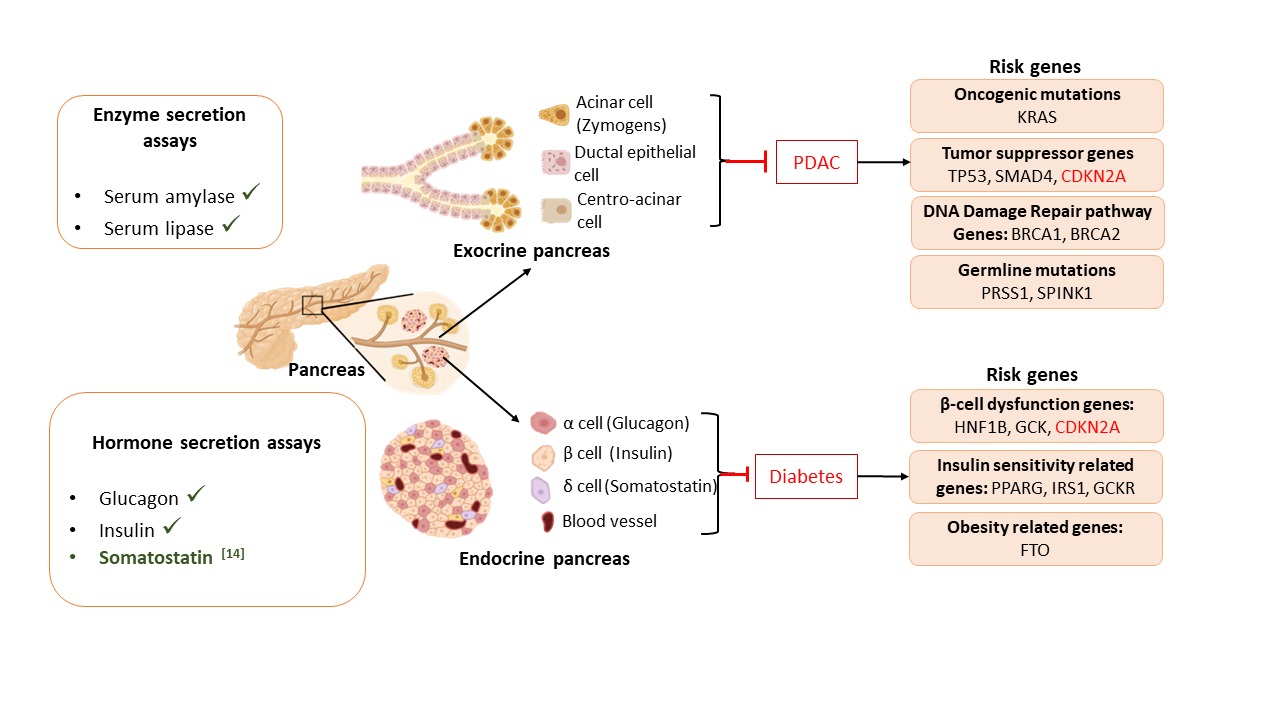 Enzyme secretion
assays
• Serum amylase ✓
• Serum lipase ✓
Acinar cell
(Zymogens)
Ductal epithelial
cell
Centro-acinar
cell
Exocrine pancreas
PDAC
Risk genes
Oncogenic mutations
KRAS
Tumor suppressor genes
TP53, SMAD4, CDKN2A
DNA Damage Repair pathway
Genes: BRCA1, BRCA2
Germline mutations
PRSS1, SPINK1
Pancreas
Hormone secretion assays
• Glucagon ✓
• Insulin ✓
• Somatostatin [14]
α cell (Glucagon)
β cell (Insulin)
δ cell (Somatostatin)
Blood vessel
Endocrine pancreas
Diabetes
Risk genes
β-cell dysfunction genes:
HNF1B, GCK, CDKN2A
Insulin sensitivity related
genes: PPARG, IRS1, GCKR
Obesity related genes:
FTO